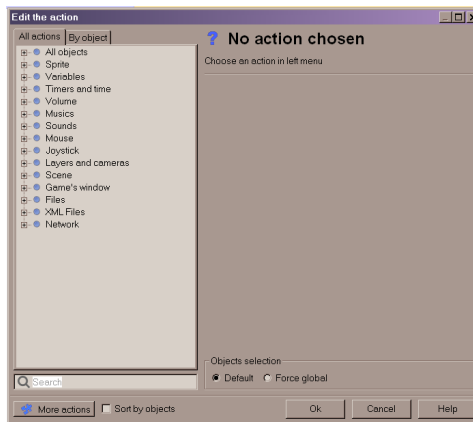 Edit the action
All actions By object
All objects
Sprite
Variables
Timers and time
Volume
Musics
Sounds
Mouse
Joystick
Layers and cameras
Scene
Game's window
Files
XML Files
Network
Search
More actions Sort by objects
? No action chosen
Choose an action in left menu
Objects selection
Default Force global
Ok Cancel Help